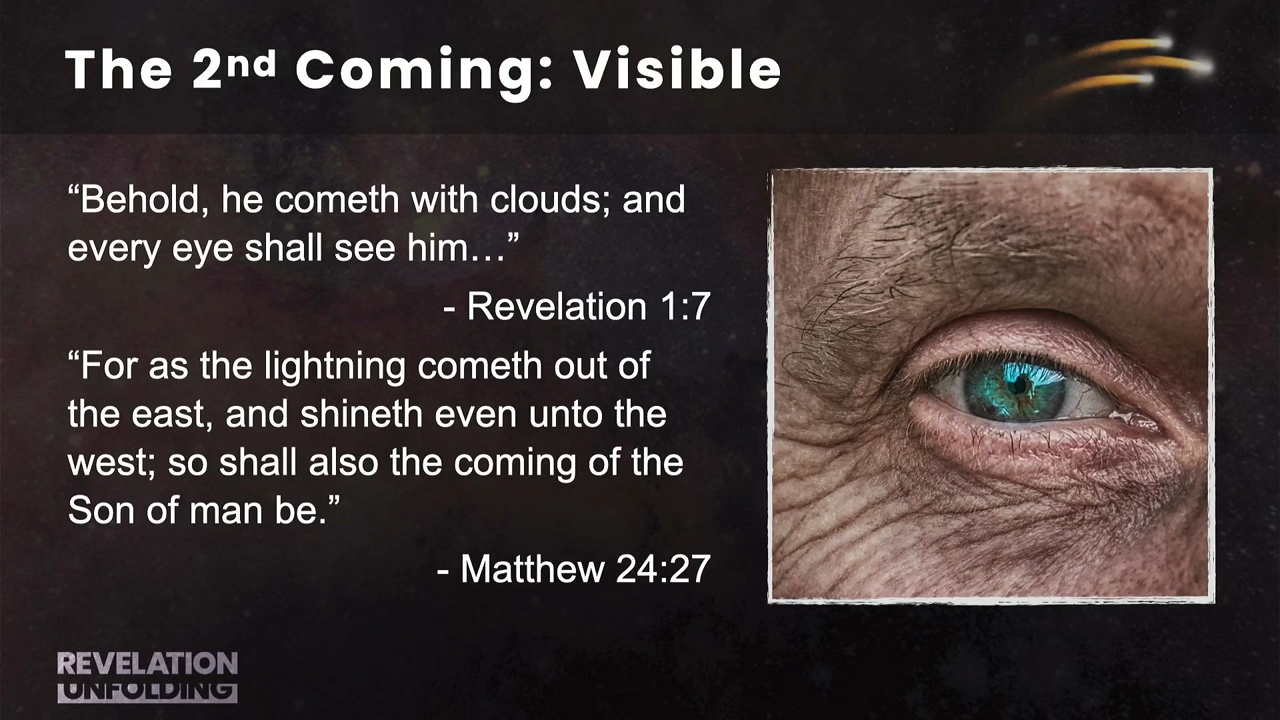 The 2nd Coming: Visible
“Behold, he cometh with clouds; and
every eye shall see him…”
- Revelation 1:7
“For as the lightning cometh out of
the east, and shineth even unto the
west; so shall also the coming of the
Son of man be.”
- Matthew 24:27
REVELATION
UNFOLDING